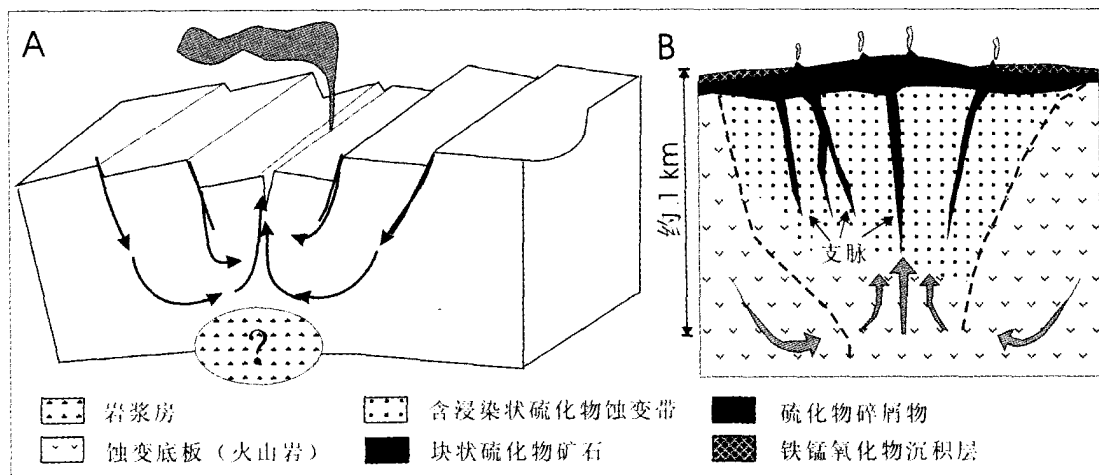 A
B
约1 km
支脉
?
岩浆房
含浸染状硫化物蚀变带
硫化物碎屑物
蚀变底板（火山岩）
块状硫化物矿石
铁锰氧化物沉积层